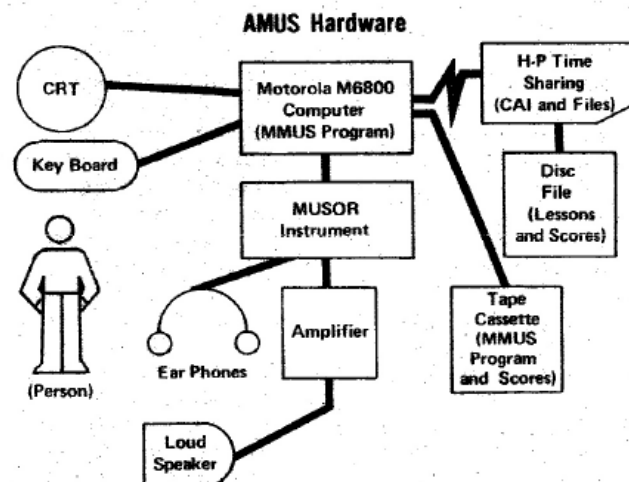 AMUS Hardware
CRT
Key Board
(Person)
Motorola M6800
Computer
(MMUS Program)
MUSOR
Instrument
Ear Phones
Amplifier
Loud
Speaker
H-P Time
Sharing
(CAI and Files)
Disc
File
(Lessons
and Scores)
Tape
Cassette
(MMUS
Program
and Scores)